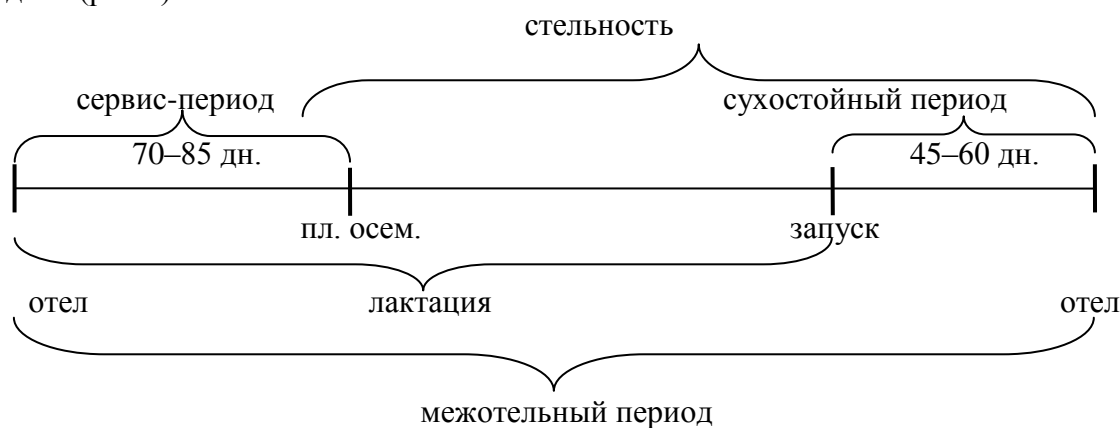 стельность
сервис-период
сухостойный период
70–85 дн.
45–60 дн.
пл. осем.
запуск
отел
лактация
отел
межотельный период